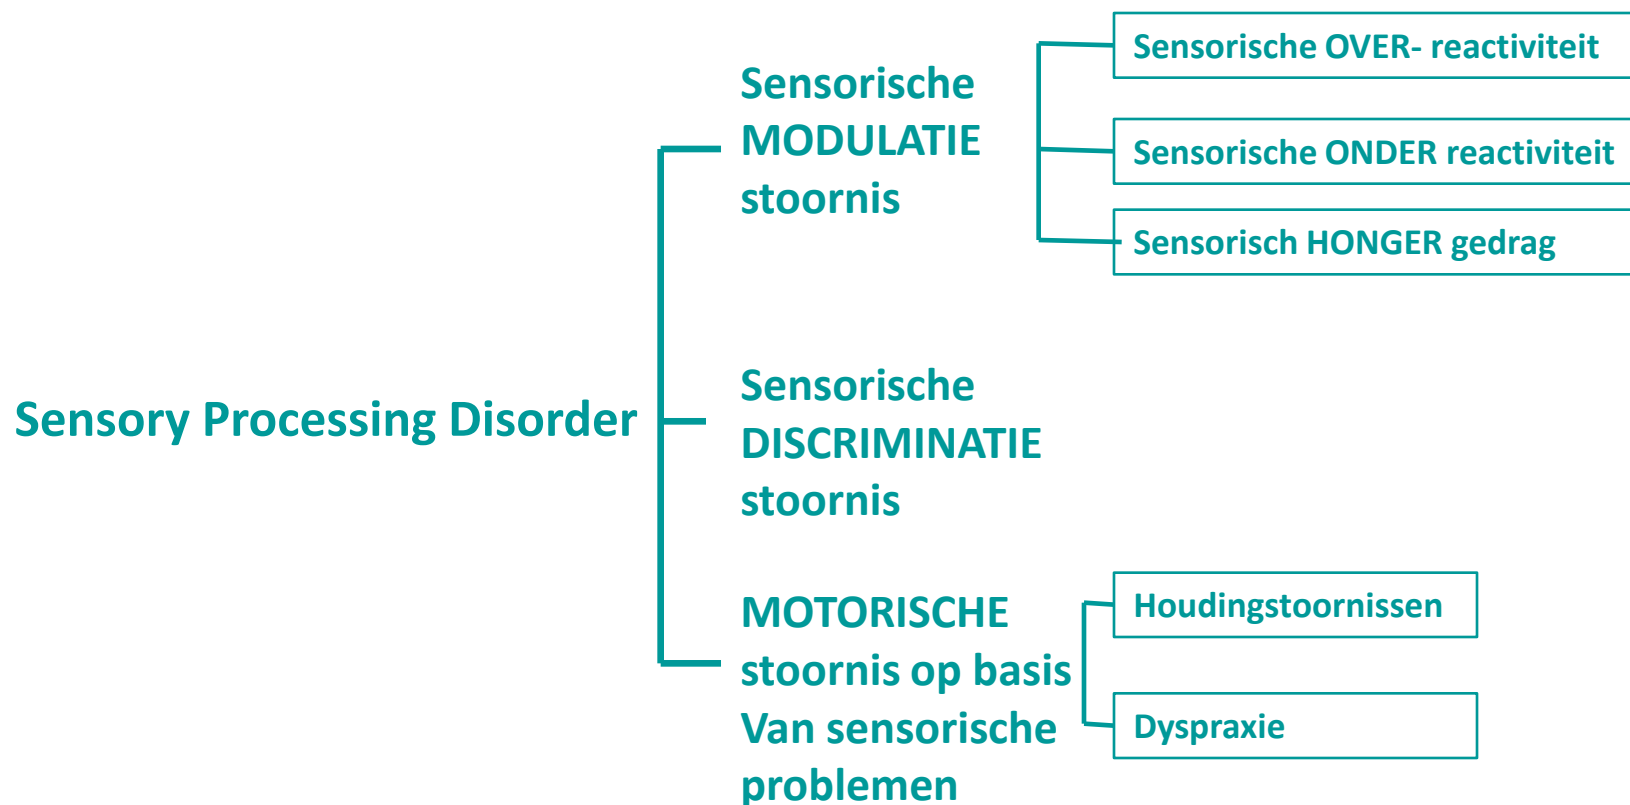 Sensory Processing Disorder
Sensorische
MODULATIE
stoornis
Sensorische OVER- reactiviteit
Sensorische ONDER reactiviteit
Sensorisch HONGER gedrag
Sensorische
DISCRIMINATIE
stoornis
MOTORISCHE
stoornis op basis
Van sensorische
problemen
Houdingstoornissen
Dyspraxie